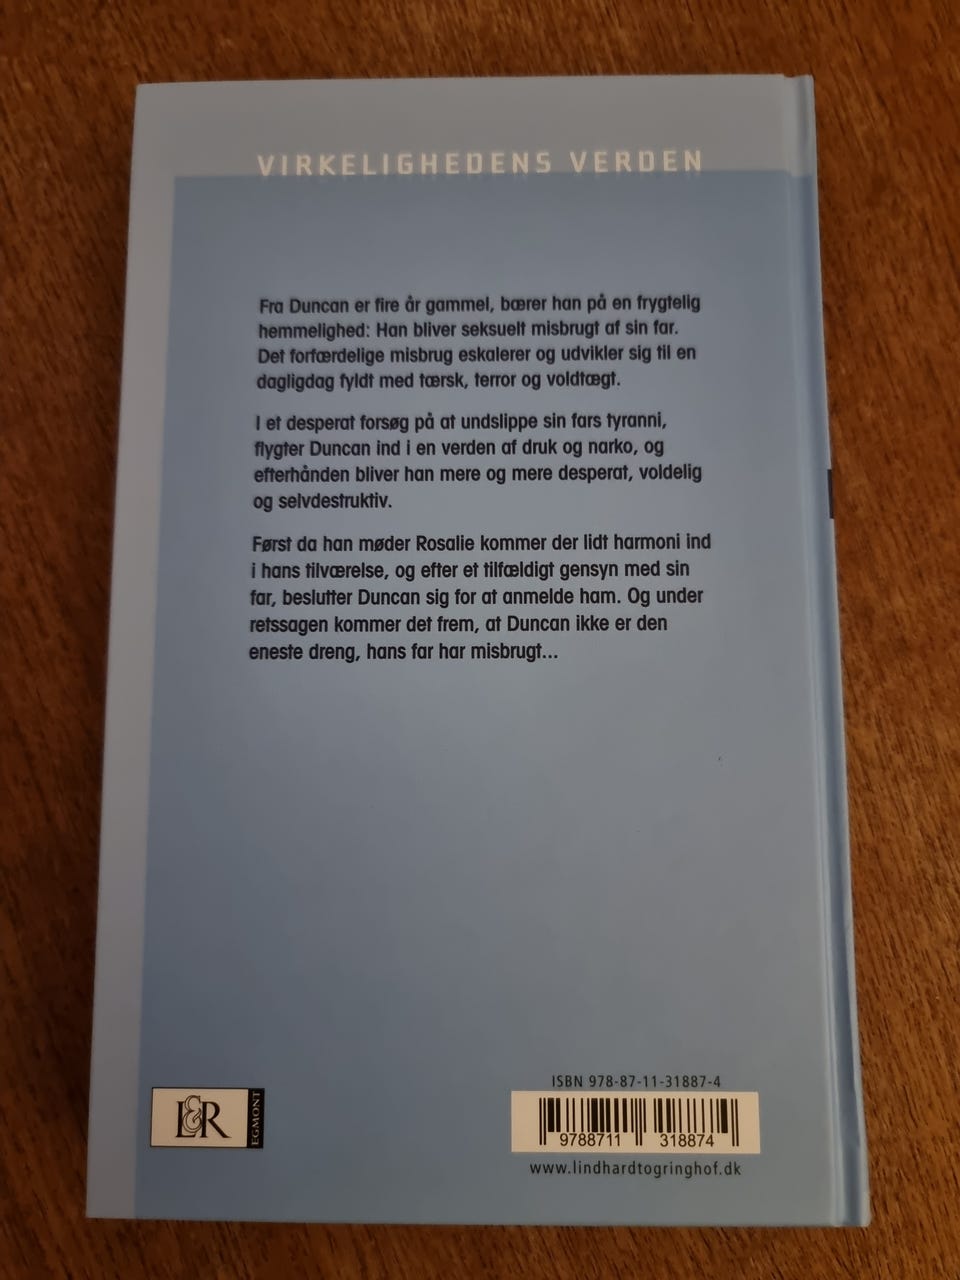 VIRKELIGHEDENS VERDEN
Fra Duncan er fire år gammel, bærer han på en frygtelig
hemmelighed: Han bliver seksuelt misbrugt af sin far.
Det forfærdelige misbrug eskalerer og udvikler sig til en
dagligdag fyldt med tærsk, terror og voldtægt.
I et desperat forsøg på at undslippe sin fars tyranni,
flygter Duncan ind i en verden af druk og narko, og
efterhånden bliver han mere og mere desperat, voldelig
og selvdestruktiv.
Først da han møder Rosalie kommer der lidt harmoni ind
i hans tilværelse, og efter et tilfældigt gensyn med sin
far, beslutter Duncan sig for at anmelde ham. Og under
retssagen kommer det frem, at Duncan ikke er den
eneste dreng, hans far har misbrugt...
L&R
EGMONT
ISBN 978-87-11-31887-4
9788711 318874
www.lindhardtogringhof.dk